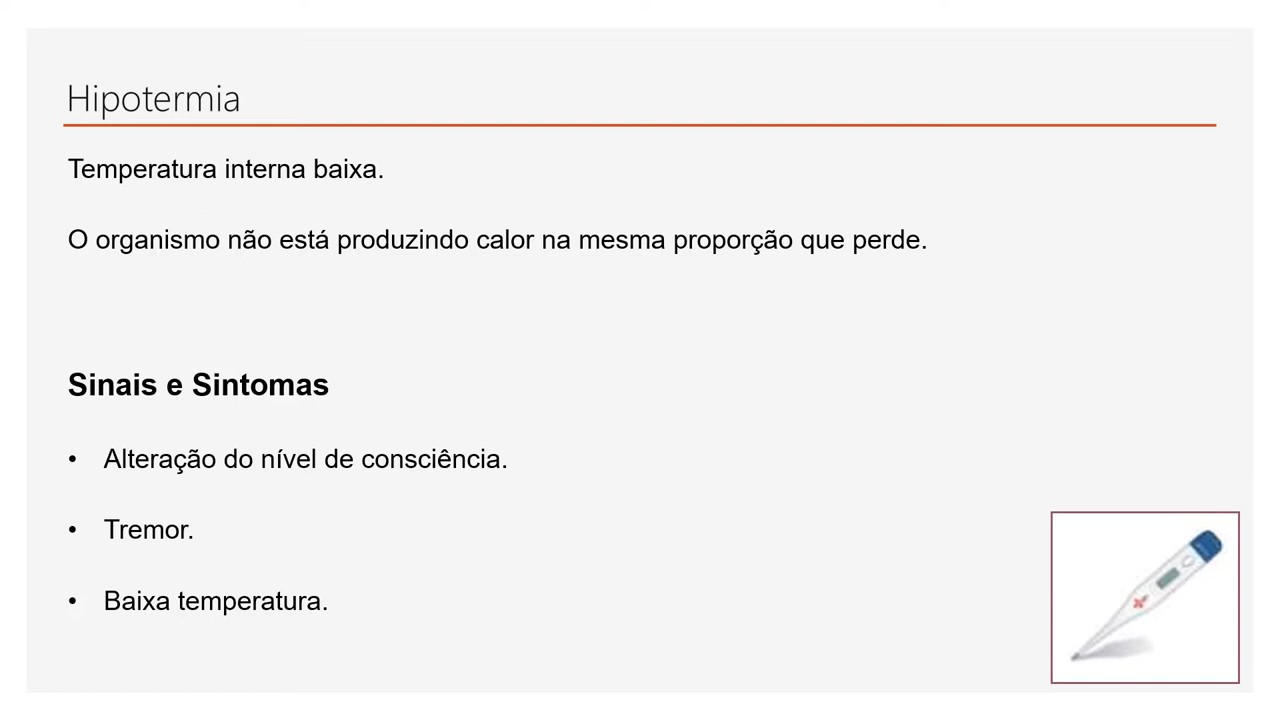 Hipotermia
Temperatura interna baixa.
O organismo não está produzindo calor na mesma proporção que perde.
Sinais e Sintomas
• Alteração do nível de consciência.
• Tremor.
• Baixa temperatura.